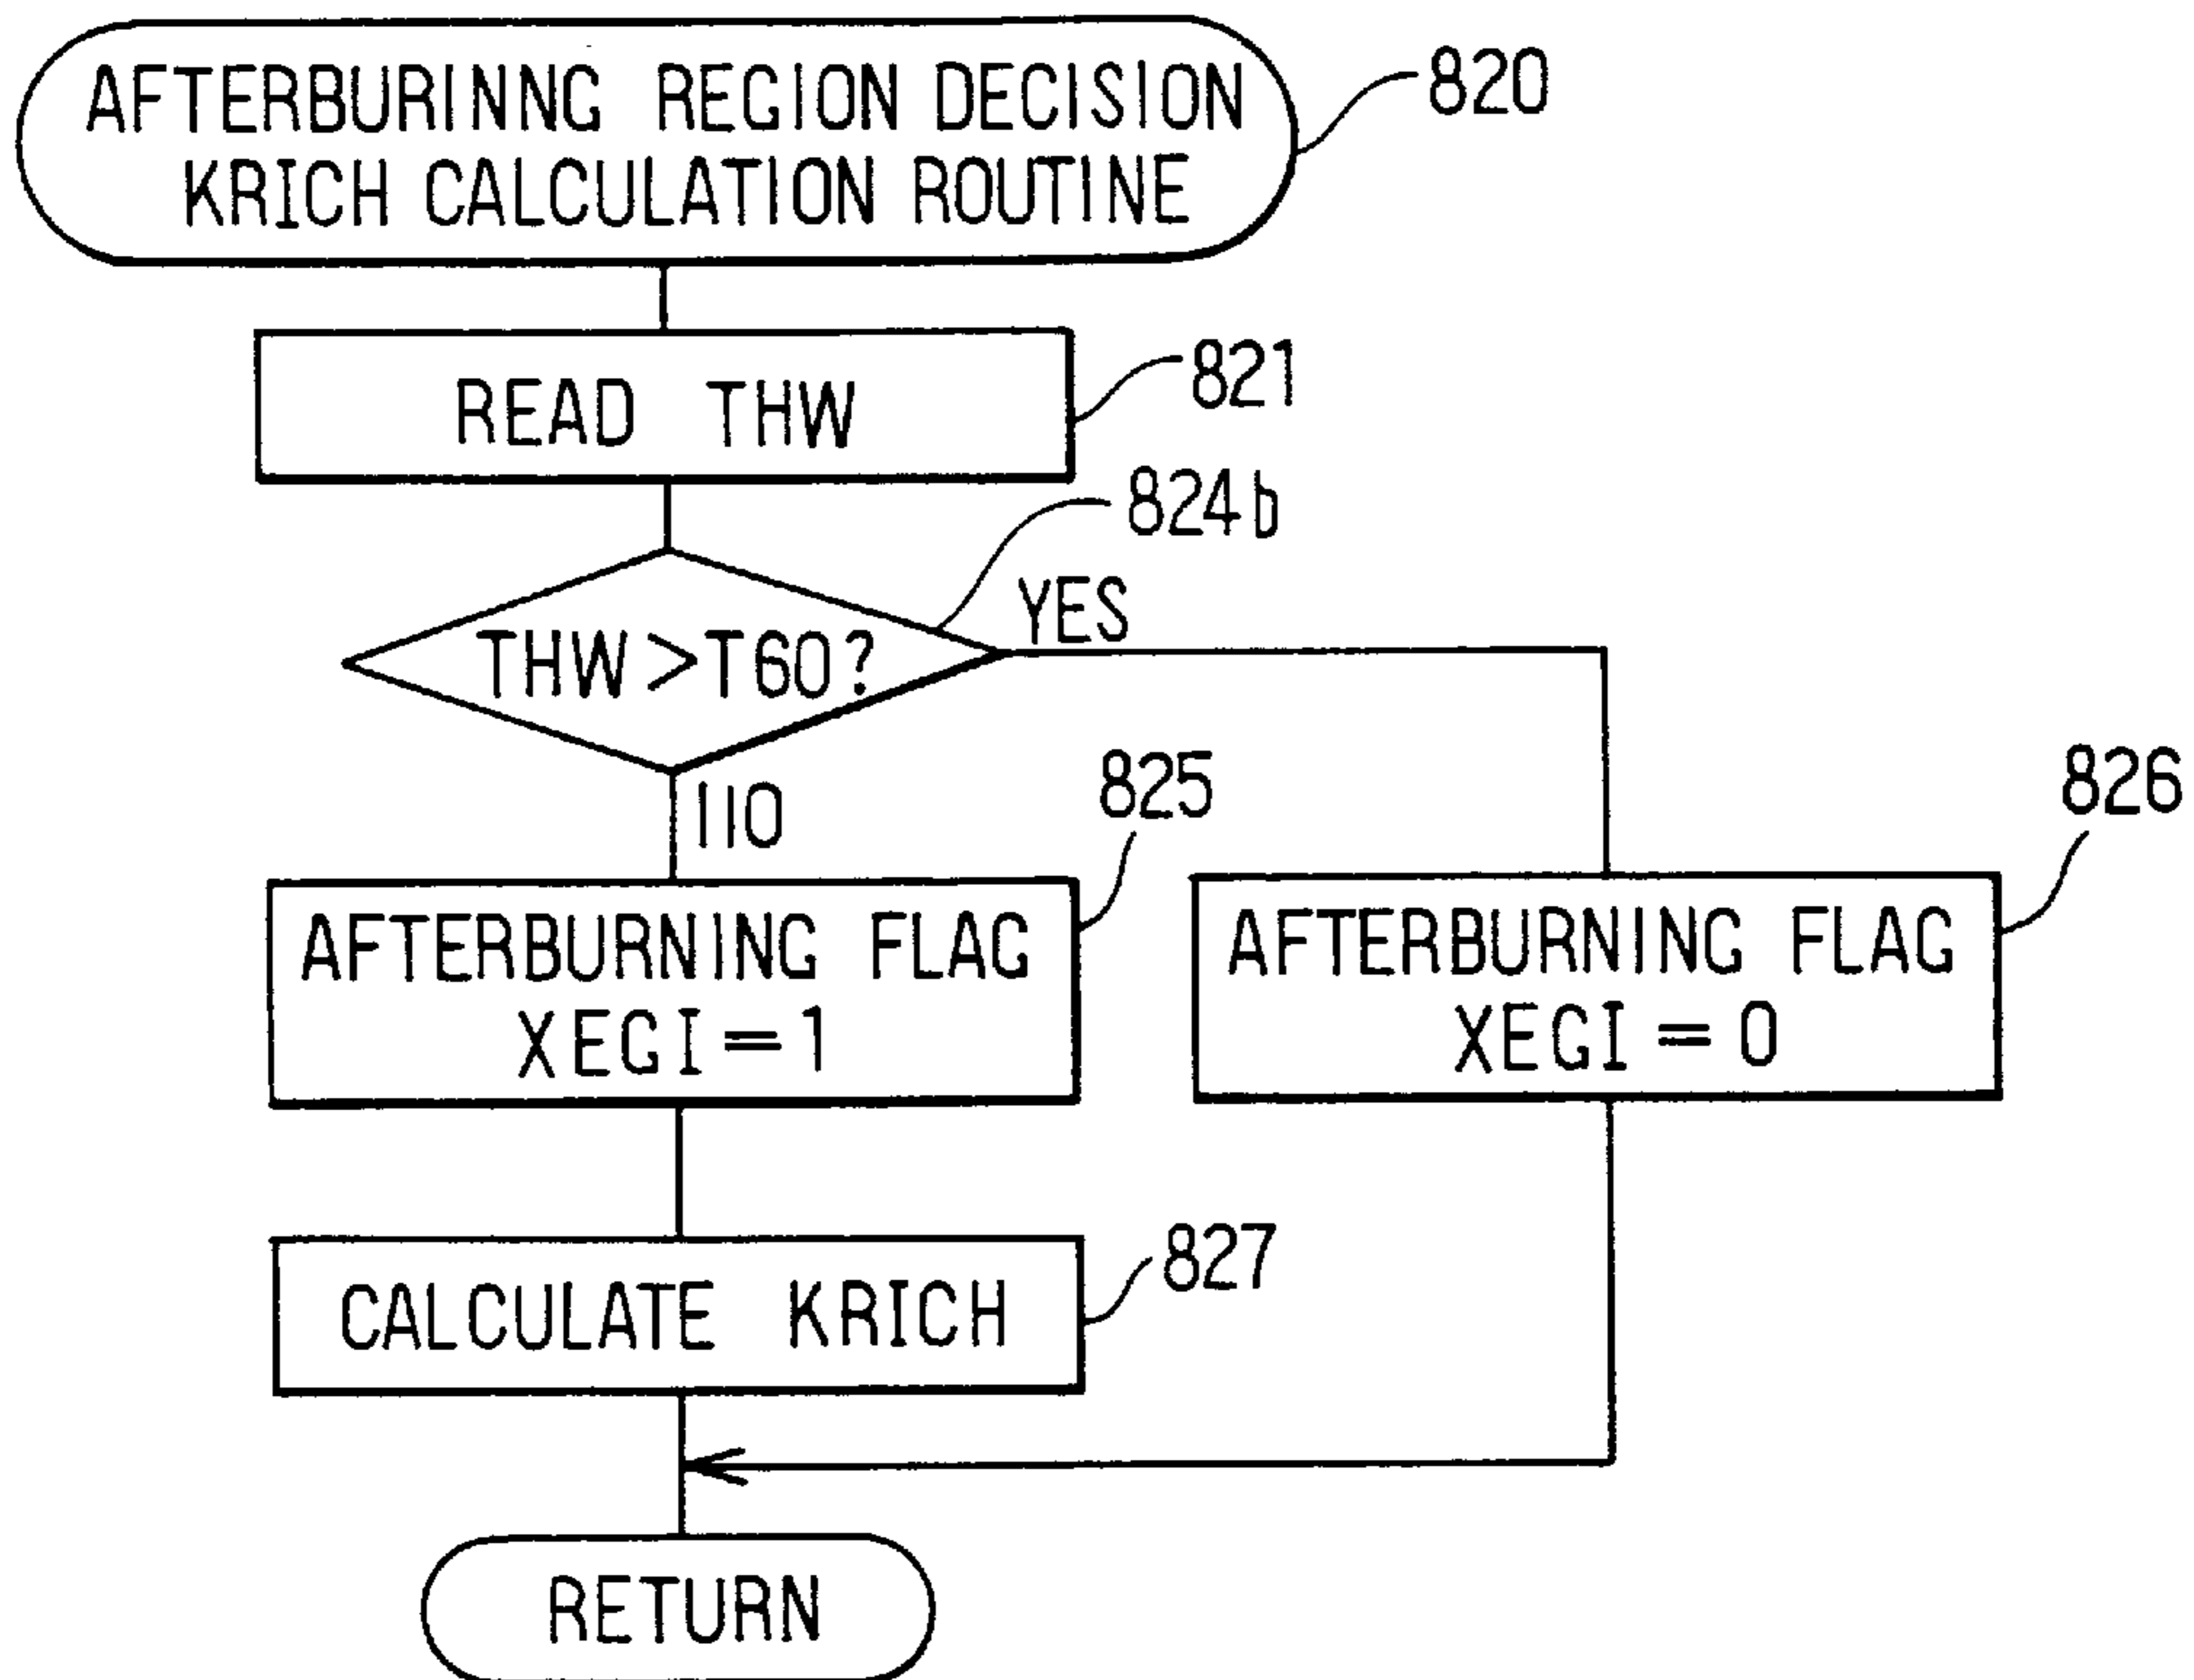 AFTERBURINNG REGION DECISION
KRICH CALCULATION ROUTINE
820
READ THW
821
824b
THW>T60?
YES
110
825
826
AFTERBURNING FLAG
XEGI=1
AFTERBURNING FLAG
XEGI=0
827
CALCULATE KRICH
RETURN